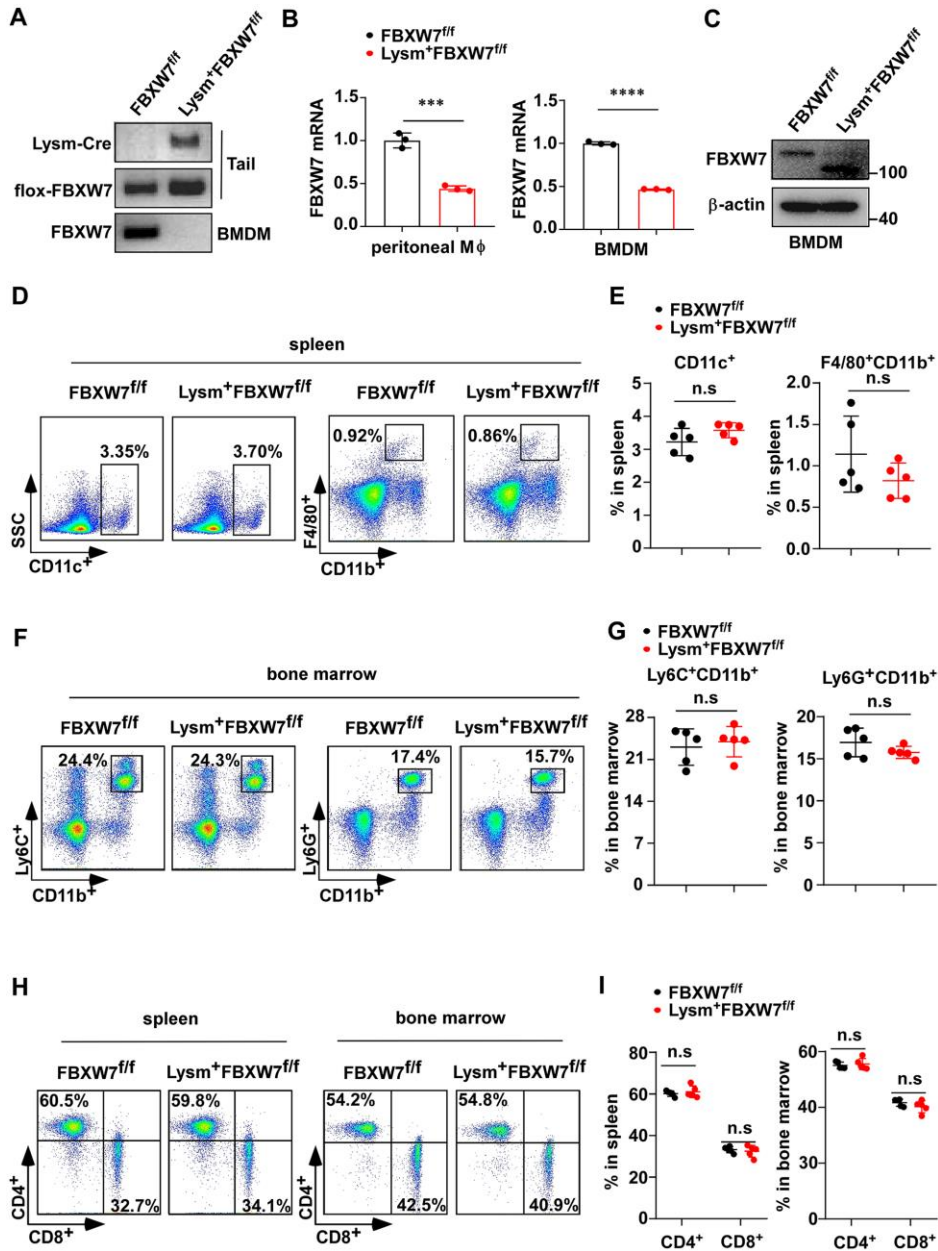 A
FBXW7f/f
Lysm+FBXW7f/f
Lysm-Cre
flox-FBXW7
Tail
FBXW7
BMDM
B
FBXW7f/f
Lysm+FBXW7f/f
FBXW7 mRNA
1.5
1.0
0.5
0.0
***
peritoneal Mϕ
FBXW7 mRNA
1.5
1.0
0.5
0.0
****
BMDM
C
FBXW7f/f
Lysm+FBXW7f/f
FBXW7
100
β-actin
40
BMDM
D
spleen
FBXW7f/f
Lysm+FBXW7f/f
FBXW7f/f
Lysm+FBXW7f/f
3.35%
3.70%
0.92%
0.86%
SSC
CD11c+
F4/80+
CD11b+
E
FBXW7f/f
Lysm+FBXW7f/f
CD11c+
n.s
% in spleen
5
4
3
2
1
0
F4/80+CD11b+
n.s
% in spleen
2.0
1.5
1.0
0.5
0.0
F
bone marrow
FBXW7f/f
Lysm+FBXW7f/f
FBXW7f/f
Lysm+FBXW7f/f
24.4%
24.3%
17.4%
15.7%
Ly6C+
CD11b+
Ly6G+
CD11b+
G
FBXW7f/f
Lysm+FBXW7f/f
Ly6C+CD11b+
n.s
% in bone marrow
28
21
14
7
0
Ly6G+CD11b+
n.s
% in bone marrow
20
15
10
5
0
H
spleen
bone marrow
FBXW7f/f
Lysm+FBXW7f/f
FBXW7f/f
Lysm+FBXW7f/f
60.5%
59.8%
54.2%
54.8%
32.7%
34.1%
42.5%
40.9%
CD4+
CD8+
CD4+
CD8+
I
FBXW7f/f
Lysm+FBXW7f/f
% in spleen
80
60
40
20
n.s
n.s
CD4+
CD8+
% in bone marrow
60
40
60
0
n.s
n.s
CD4+
CD8+